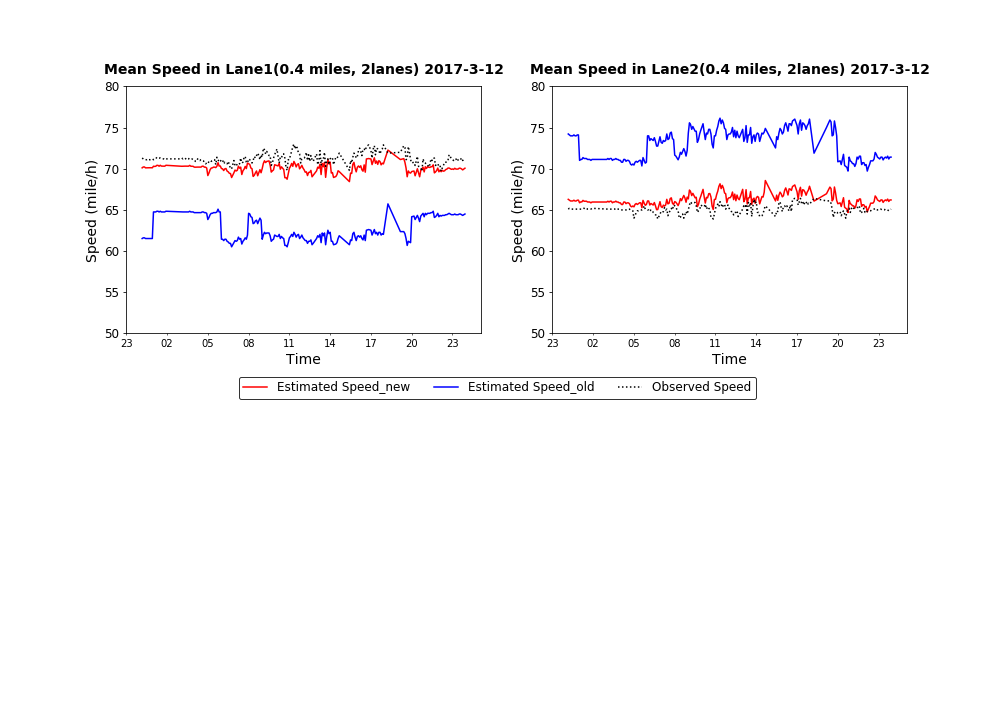 Mean Speed in Lane1(0.4 miles, 2lanes) 2017-3-12
80
75
70
65
60
55
50
Speed (mile/h)
23 02 05 08 11 14 17 20 23
Time
Mean Speed in Lane2(0.4 miles, 2lanes) 2017-3-12
80
75
70
65
60
55
50
Speed (mile/h)
23 02 05 08 11 14 17 20 23
Time
Estimated Speed_new Estimated Speed_old Observed Speed